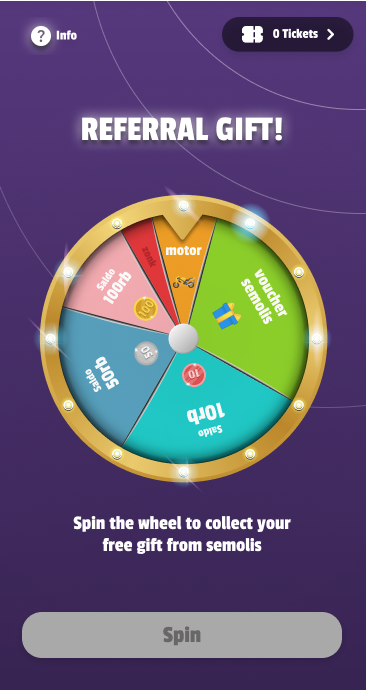 ? Info
0 Tickets
REFERRAL GIFT!
zonk
motor
Saldo
100rb
100
voucher
semolis
Saldo
50rb
50
10
10rb
Saldo
Spin the wheel to collect your
free gift from semolis
Spin